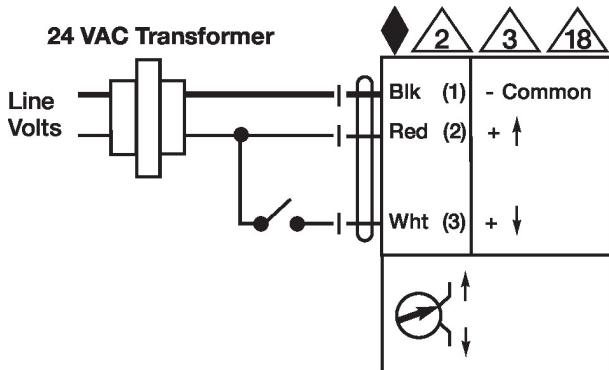 24 VAC Transformer
2 3 18
Line
Volts
Blk (1) - Common
Red (2) + ↑
Wht (3) + ↓